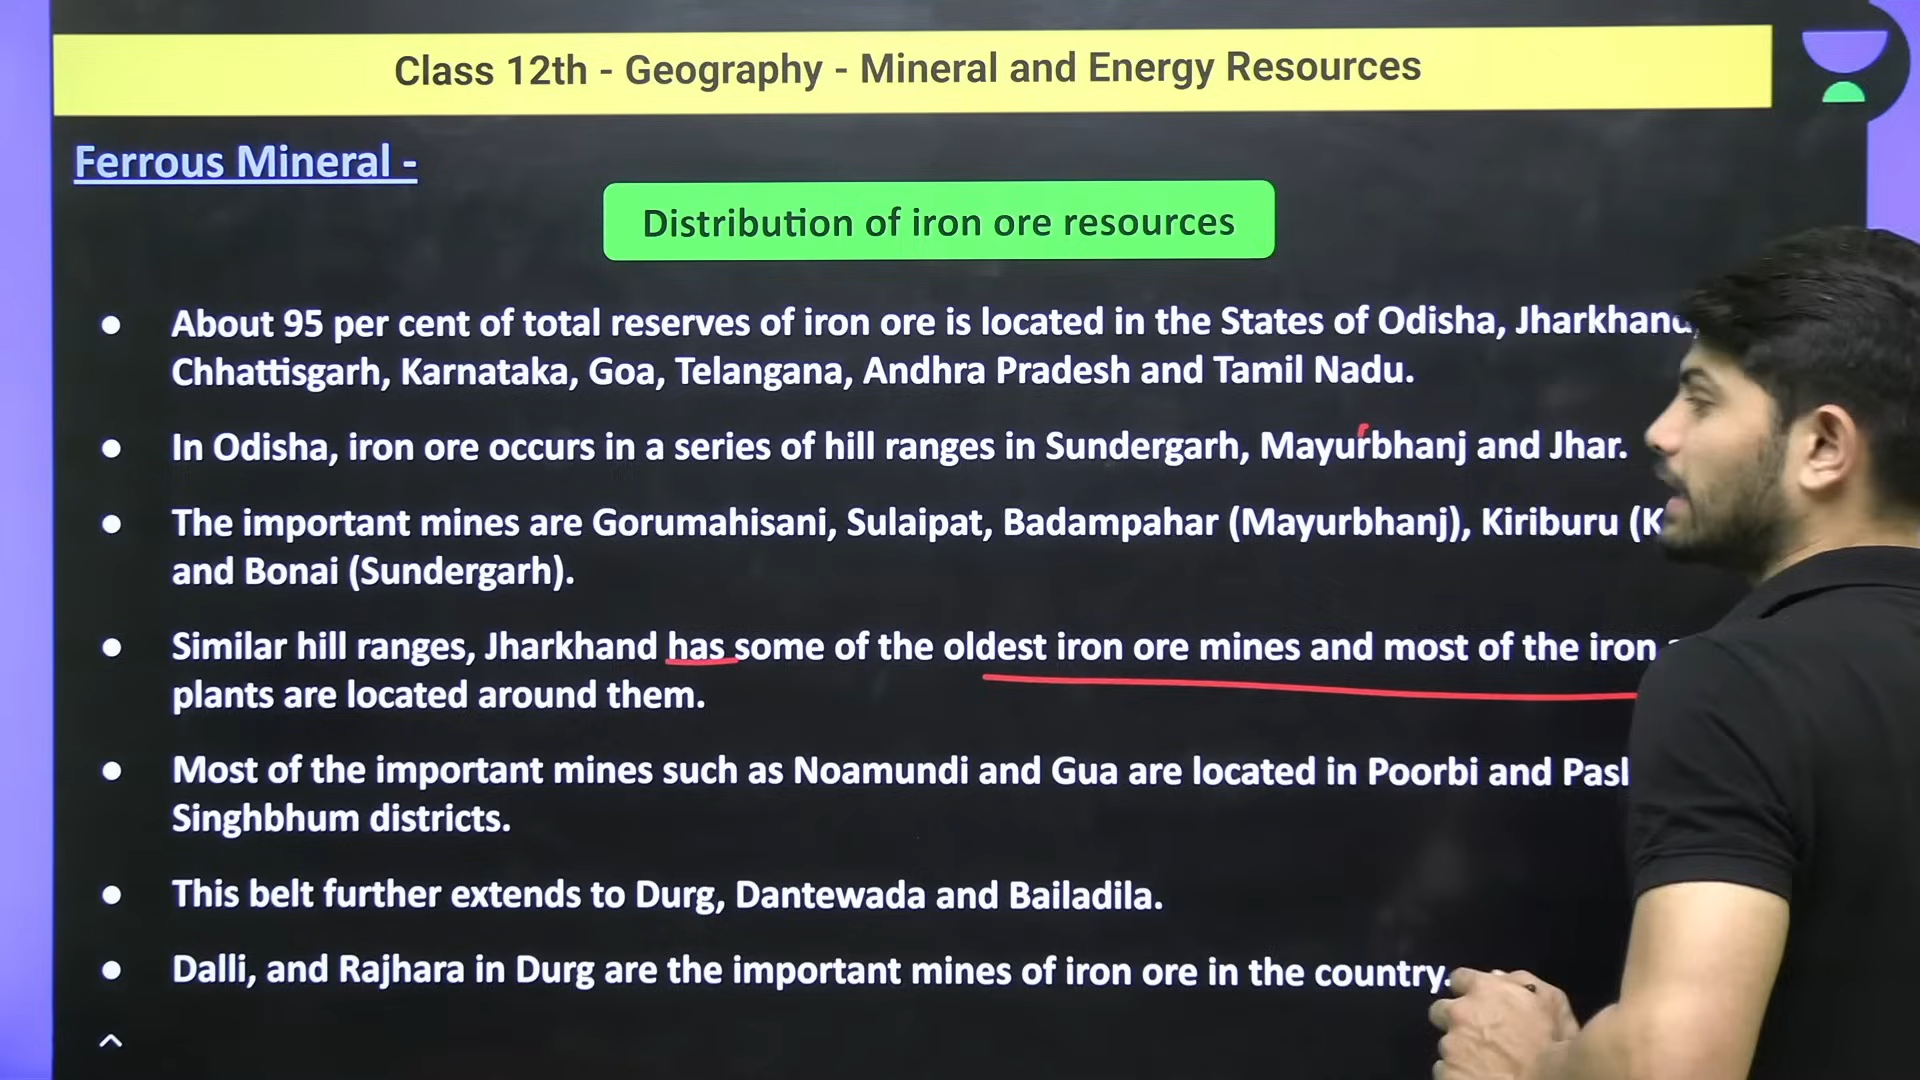 Class 12th - Geography - Mineral and Energy Resources
Ferrous Mineral -
Distribution of iron ore resources
● About 95 per cent of total reserves of iron ore is located in the States of Odisha, Jharkhand,
Chhattisgarh, Karnataka, Goa, Telangana, Andhra Pradesh and Tamil Nadu.
● In Odisha, iron ore occurs in a series of hill ranges in Sundergarh, Mayurbhanj and Jhar.
● The important mines are Gorumahisani, Sulaipat, Badampahar (Mayurbhanj), Kiriburu
and Bonai (Sundergarh).
● Similar hill ranges, Jharkhand has some of the oldest iron ore mines and most of the iron
plants are located around them.
● Most of the important mines such as Noamundi and Gua are located in Poorbi and
Singhbhum districts.
● This belt further extends to Durg, Dantewada and Bailadila.
● Dalli, and Rajhara in Durg are the important mines of iron ore in the country.